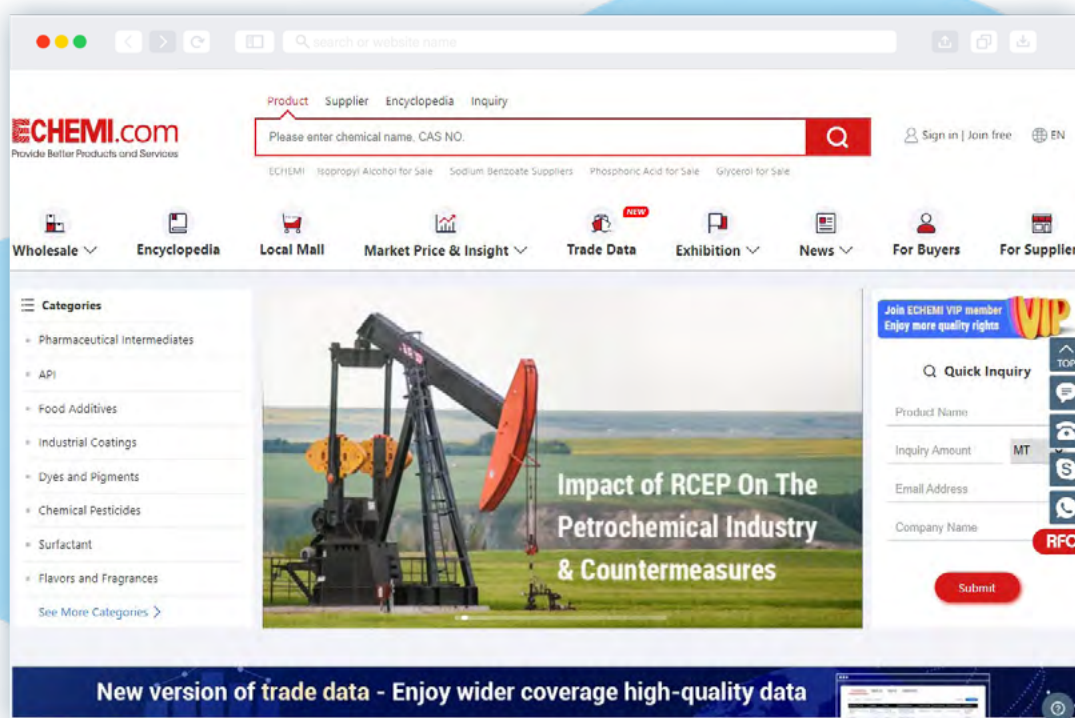 search or website name
Product Supplier Encyclopedia Inquiry
ECHEMI.com
Provide Better Products and Services
Please enter chemical name, CAS NO.
Sign in | Join free EN
ECHEMI Isopropyl Alcohol for Sale Sodium Benzoate Suppliers Phosphoric Acid for Sale Glycerol for Sale
NEW
Wholesale Encyclopedia Local Mall Market Price & Insight Trade Data Exhibition News For Buyers For Supplier
Categories
Pharmaceutical Intermediates
API
Food Additives
Industrial Coatings
Dyes and Pigments
Chemical Pesticides
Surfactant
Flavors and Fragrances
See More Categories
Impact of RCEP On The
Petrochemical Industry
& Countermeasures
Join ECHEMI VIP member
Enjoy more quality rights
VIP
TOP
Quick Inquiry
Product Name
Inquiry Amount MT
Email Address
Company Name
RFQ
Submit
New version of trade data - Enjoy wider coverage high-quality data